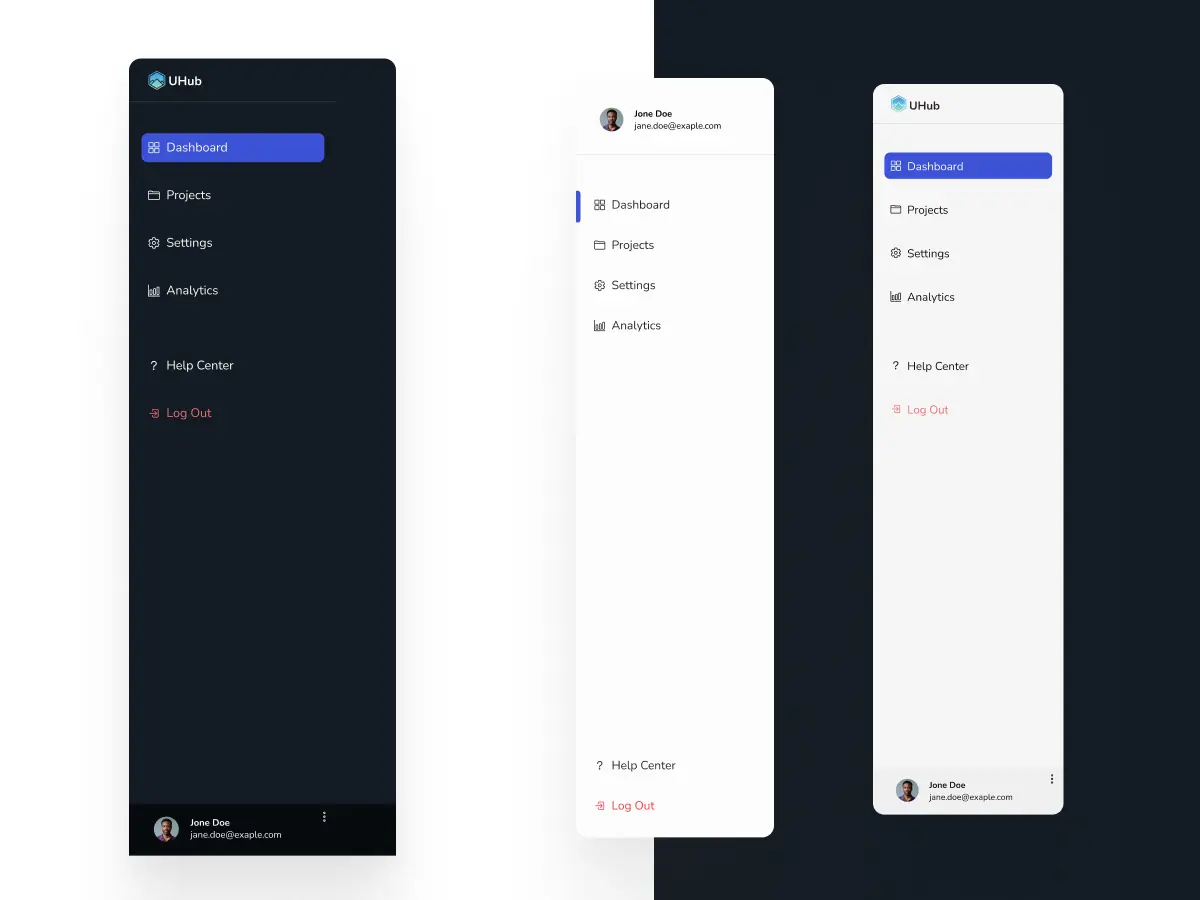 UHub
Dashboard
Projects
Settings
Analytics
? Help Center
Log Out
Jone Doe
jane.doe@exaple.com
Jone Doe
jane.doe@exaple.com
Dashboard
Projects
Settings
Analytics
? Help Center
Log Out
UHub
Dashboard
Projects
Settings
Analytics
? Help Center
Log Out
Jone Doe
jane.doe@exaple.com